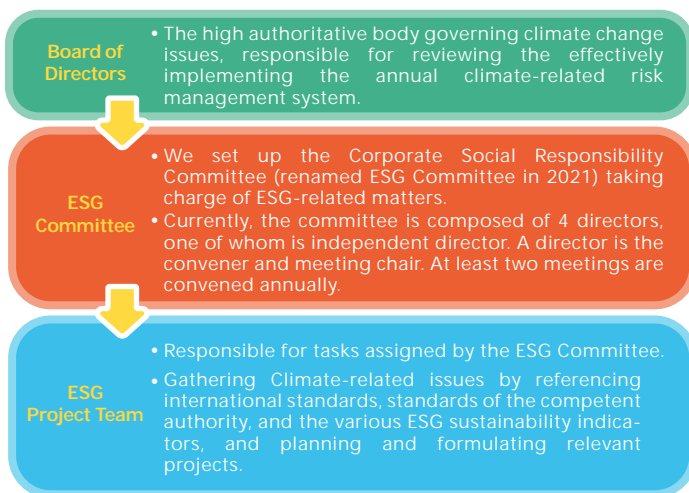 Board of
Directors
• The high authoritative body governing climate change
issues, responsible for reviewing the effectively
implementing the annual climate-related risk
management system.
ESG
Committee
• We set up the Corporate Social Responsibility
Committee (renamed ESG Committee in 2021) taking
charge of ESG-related matters.
• Currently, the committee is composed of 4 directors,
one of whom is independent director. A director is the
convener and meeting chair. At least two meetings are
convened annually.
ESG
Project Team
• Responsible for tasks assigned by the ESG Committee.
• Gathering Climate-related issues by referencing
international standards, standards of the competent
authority, and the various ESG sustainability indica-
tors, and planning and formulating relevant
projects.